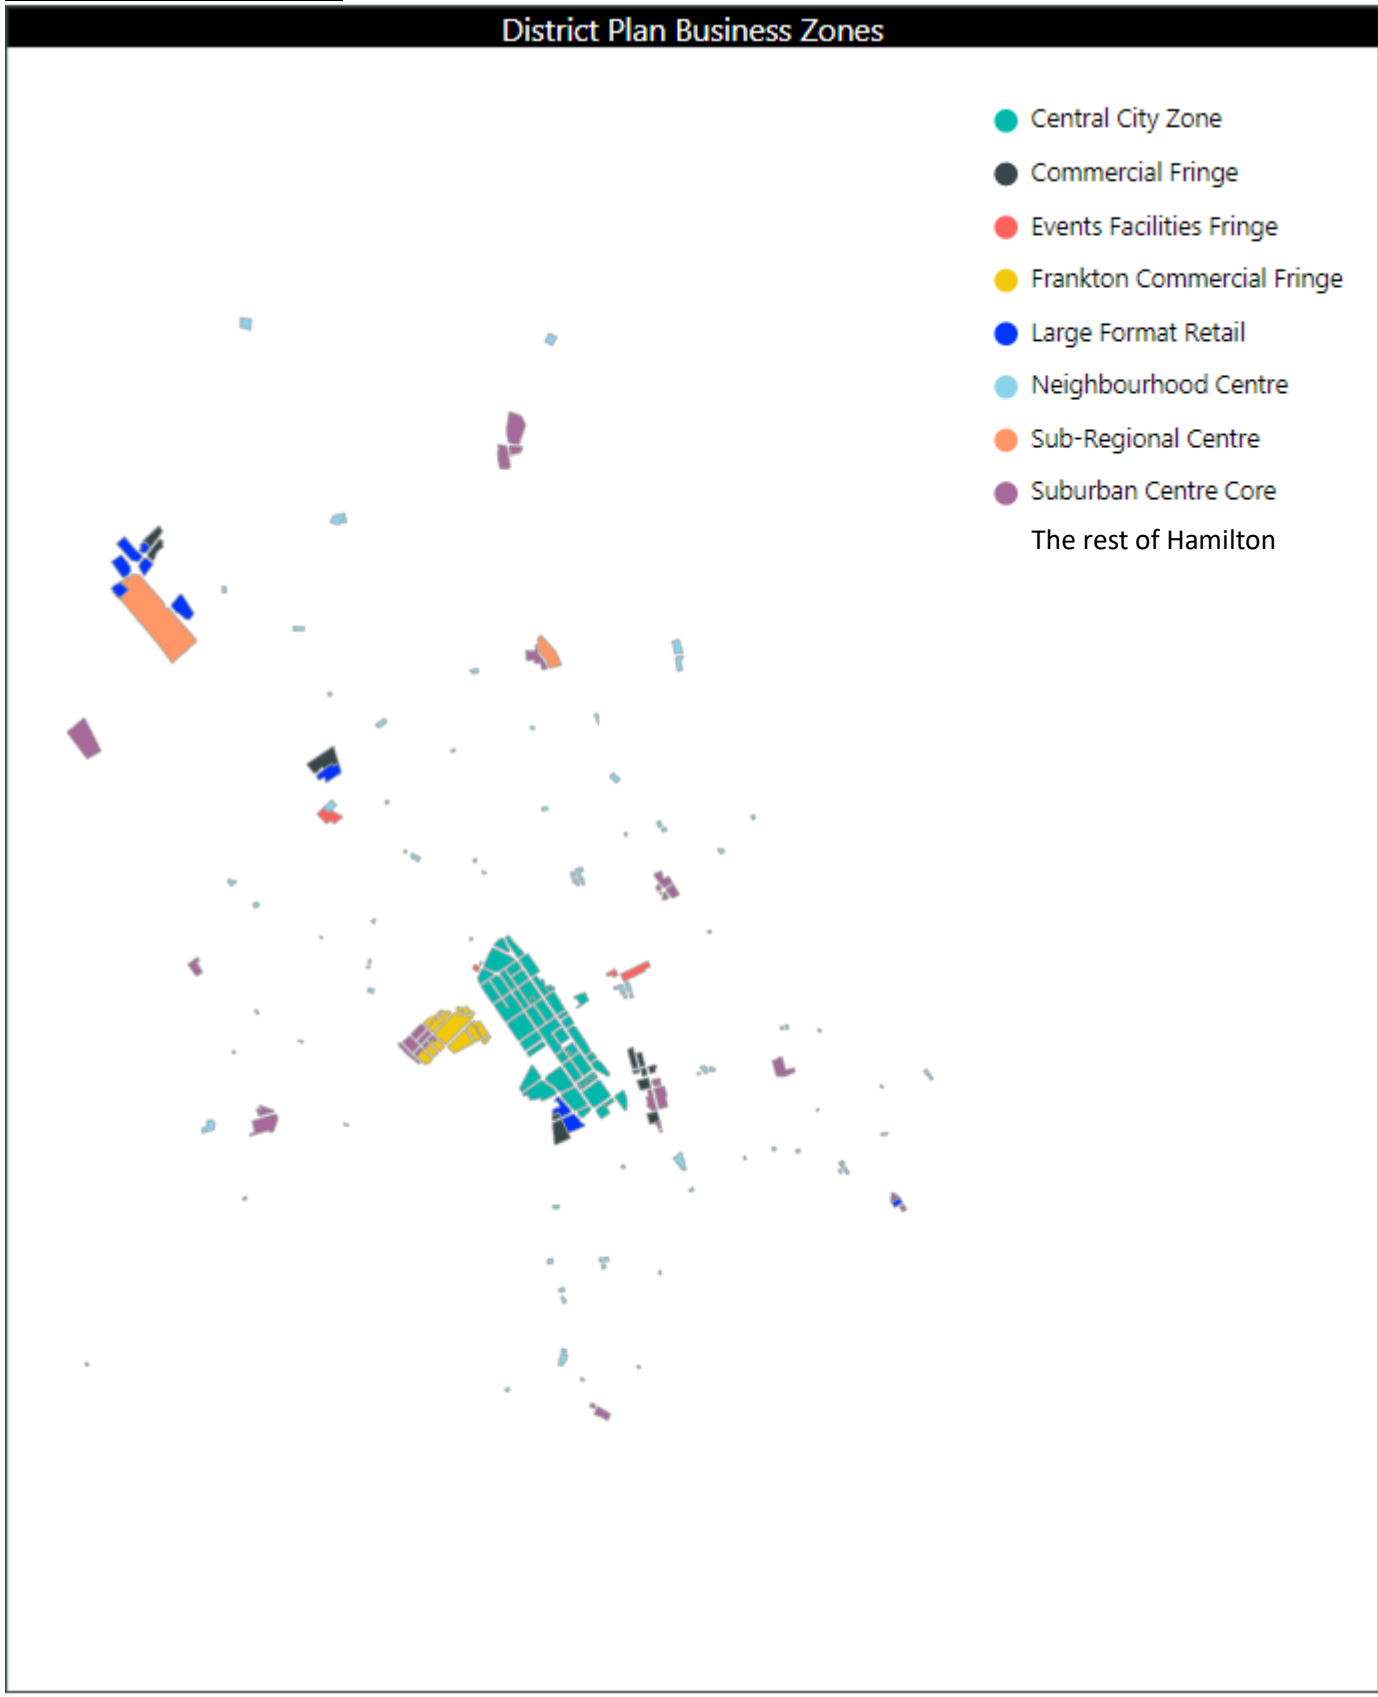 District Plan Business Zones
Central City Zone
Commercial Fringe
Events Facilities Fringe
Frankton Commercial Fringe
Large Format Retail
Neighbourhood Centre
Sub-Regional Centre
Suburban Centre Core
The rest of Hamilton